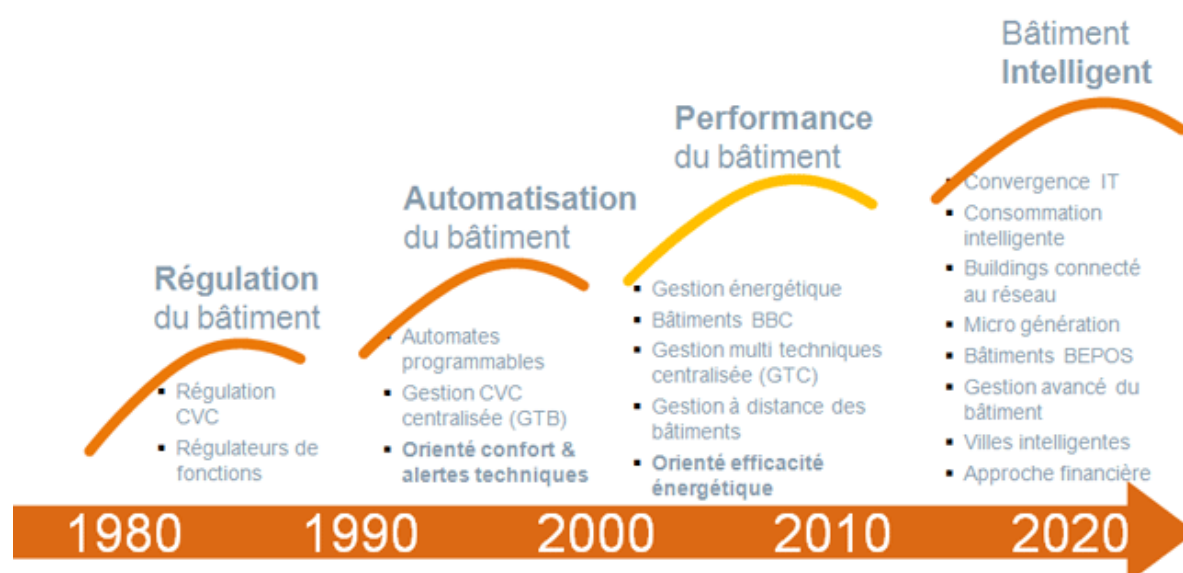 Régulation
du bâtiment
▪ Régulation
CVC
▪ Régulateurs de
fonctions
Automatisation
du bâtiment
▪ Automates
programmables
▪ Gestion CVC
centralisée (GTB)
▪ Orienté confort &
alertes techniques
Performance
du bâtiment
▪ Gestion énergétique
▪ Bâtiments BBC
▪ Gestion multi techniques
centralisée (GTC)
▪ Gestion à distance des
bâtiments
▪ Orienté efficacité
énergétique
Bâtiment
Intelligent
▪ Convergence IT
▪ Consommation
intelligente
▪ Buildings connecté
au réseau
▪ Micro génération
▪ Bâtiments BEPOS
▪ Gestion avancé du
bâtiment
▪ Villes intelligentes
▪ Approche financière
1980 1990 2000 2010 2020